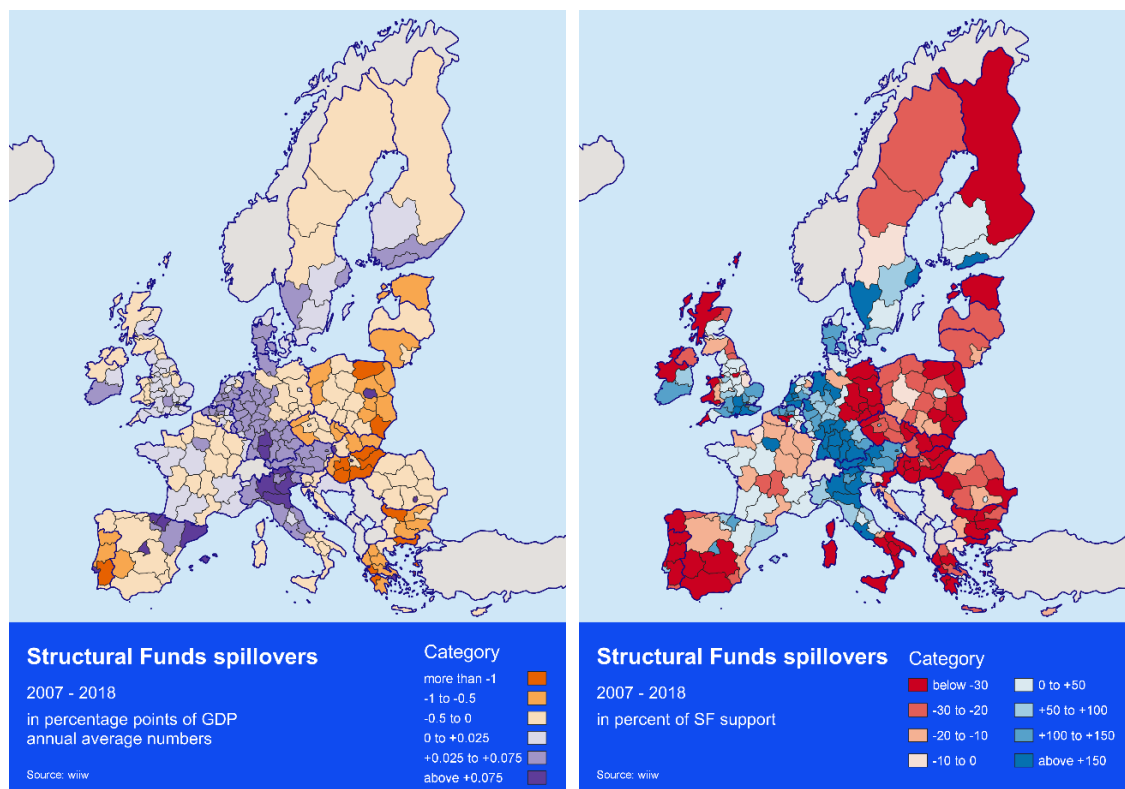 Structural Funds spillovers
2007 - 2018
in percentage points of GDP
annual average numbers
Source: wiiw
Category
more than -1
-1 to -0.5
-0.5 to 0
0 to +0.025
+0.025 to +0.075
above +0.075
Structural Funds spillovers
2007 - 2018
in percent of SF support
Source: wiiw
Category
below -30
-30 to -20
-20 to -10
-10 to 0
0 to +50
+50 to +100
+100 to +150
above +150